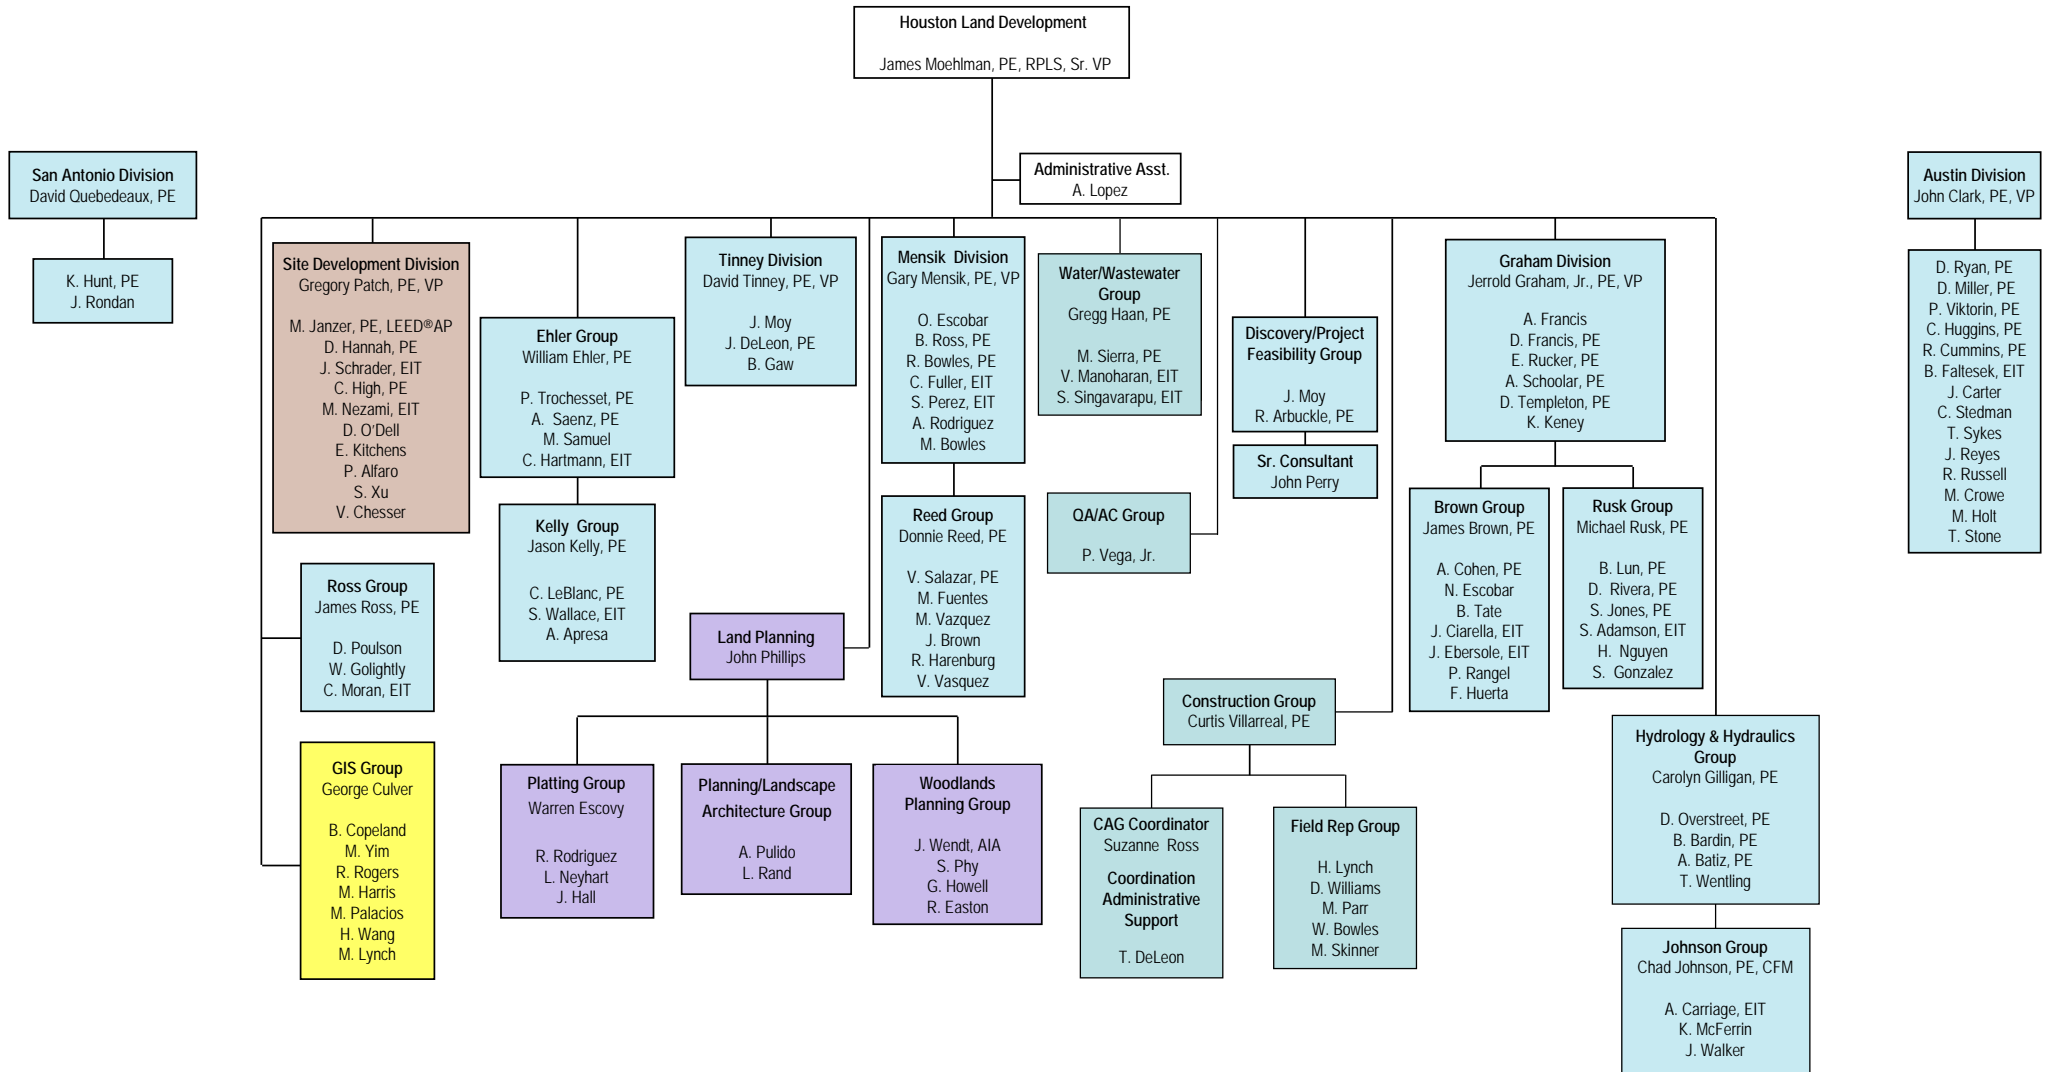 Houston Land Development
James Moehlman, PE, RPLS, Sr. VP
Administrative Asst.
A. Lopez
San Antonio Division
David Quebedeaux, PE
K. Hunt, PE
J. Rondan
Site Development Division
Gregory Patch, PE, VP
M. Janzer, PE, LEED®AP
D. Hannah, PE
J. Schrader, EIT
C. High, PE
M. Nezami, EIT
D. O'Dell
E. Kitchens
P. Alfaro
S. Xu
V. Chesser
Ross Group
James Ross, PE
D. Poulson
W. Golightly
C. Moran, EIT
GIS Group
George Culver
B. Copeland
M. Yim
R. Rogers
M. Harris
M. Palacios
H. Wang
M. Lynch
Ehler Group
William Ehler, PE
P. Trochesset, PE
A. Saenz, PE
M. Samuel
C. Hartmann, EIT
Kelly Group
Jason Kelly, PE
C. LeBlanc, PE
S. Wallace, EIT
A. Apresa
Tinney Division
David Tinney, PE, VP
J. Moy
J. DeLeon, PE
B. Gaw
Land Planning
John Phillips
Platting Group
Warren Escovy
R. Rodriguez
L. Neyhart
J. Hall
Planning/Landscape
Architecture Group
A. Pulido
L. Rand
Woodlands
Planning Group
J. Wendt, AIA
S. Phy
G. Howell
R. Easton
Mensik Division
Gary Mensik, PE, VP
O. Escobar
B. Ross, PE
R. Bowles, PE
C. Fuller, EIT
S. Perez, EIT
A. Rodriguez
M. Bowles
Reed Group
Donnie Reed, PE
V. Salazar, PE
M. Fuentes
M. Vazquez
J. Brown
R. Harenburg
V. Vasquez
Water/Wastewater
Group
Gregg Haan, PE
M. Sierra, PE
V. Manoharan, EIT
S. Singavarapu, EIT
QA/AC Group
P. Vega, Jr.
Discovery/Project
Feasibility Group
J. Moy
R. Arbuckle, PE
Sr. Consultant
John Perry
Construction Group
Curtis Villarreal, PE
CAG Coordinator
Suzanne Ross
Coordination
Administrative
Support
T. DeLeon
Field Rep Group
H. Lynch
D. Williams
M. Parr
W. Bowles
M. Skinner
Graham Division
Jerrold Graham, Jr., PE, VP
A. Francis
D. Francis, PE
E. Rucker, PE
A. Schoolar, PE
D. Templeton, PE
K. Keney
Brown Group
James Brown, PE
A. Cohen, PE
N. Escobar
B. Tate
J. Ciarella, EIT
J. Ebersole, EIT
P. Rangel
F. Huerta
Rusk Group
Michael Rusk, PE
B. Lun, PE
D. Rivera, PE
S. Jones, PE
S. Adamson, EIT
H. Nguyen
S. Gonzalez
Hydrology & Hydraulics
Group
Carolyn Gilligan, PE
D. Overstreet, PE
B. Bardin, PE
A. Batiz, PE
T. Wentling
Johnson Group
Chad Johnson, PE, CFM
A. Carriage, EIT
K. McFerrin
J. Walker
Austin Division
John Clark, PE, VP
D. Ryan, PE
D. Miller, PE
P. Viktorin, PE
C. Huggins, PE
R. Cummins, PE
B. Faltesek, EIT
J. Carter
C. Stedman
T. Sykes
J. Reyes
R. Russell
M. Crowe
M. Holt
T. Stone